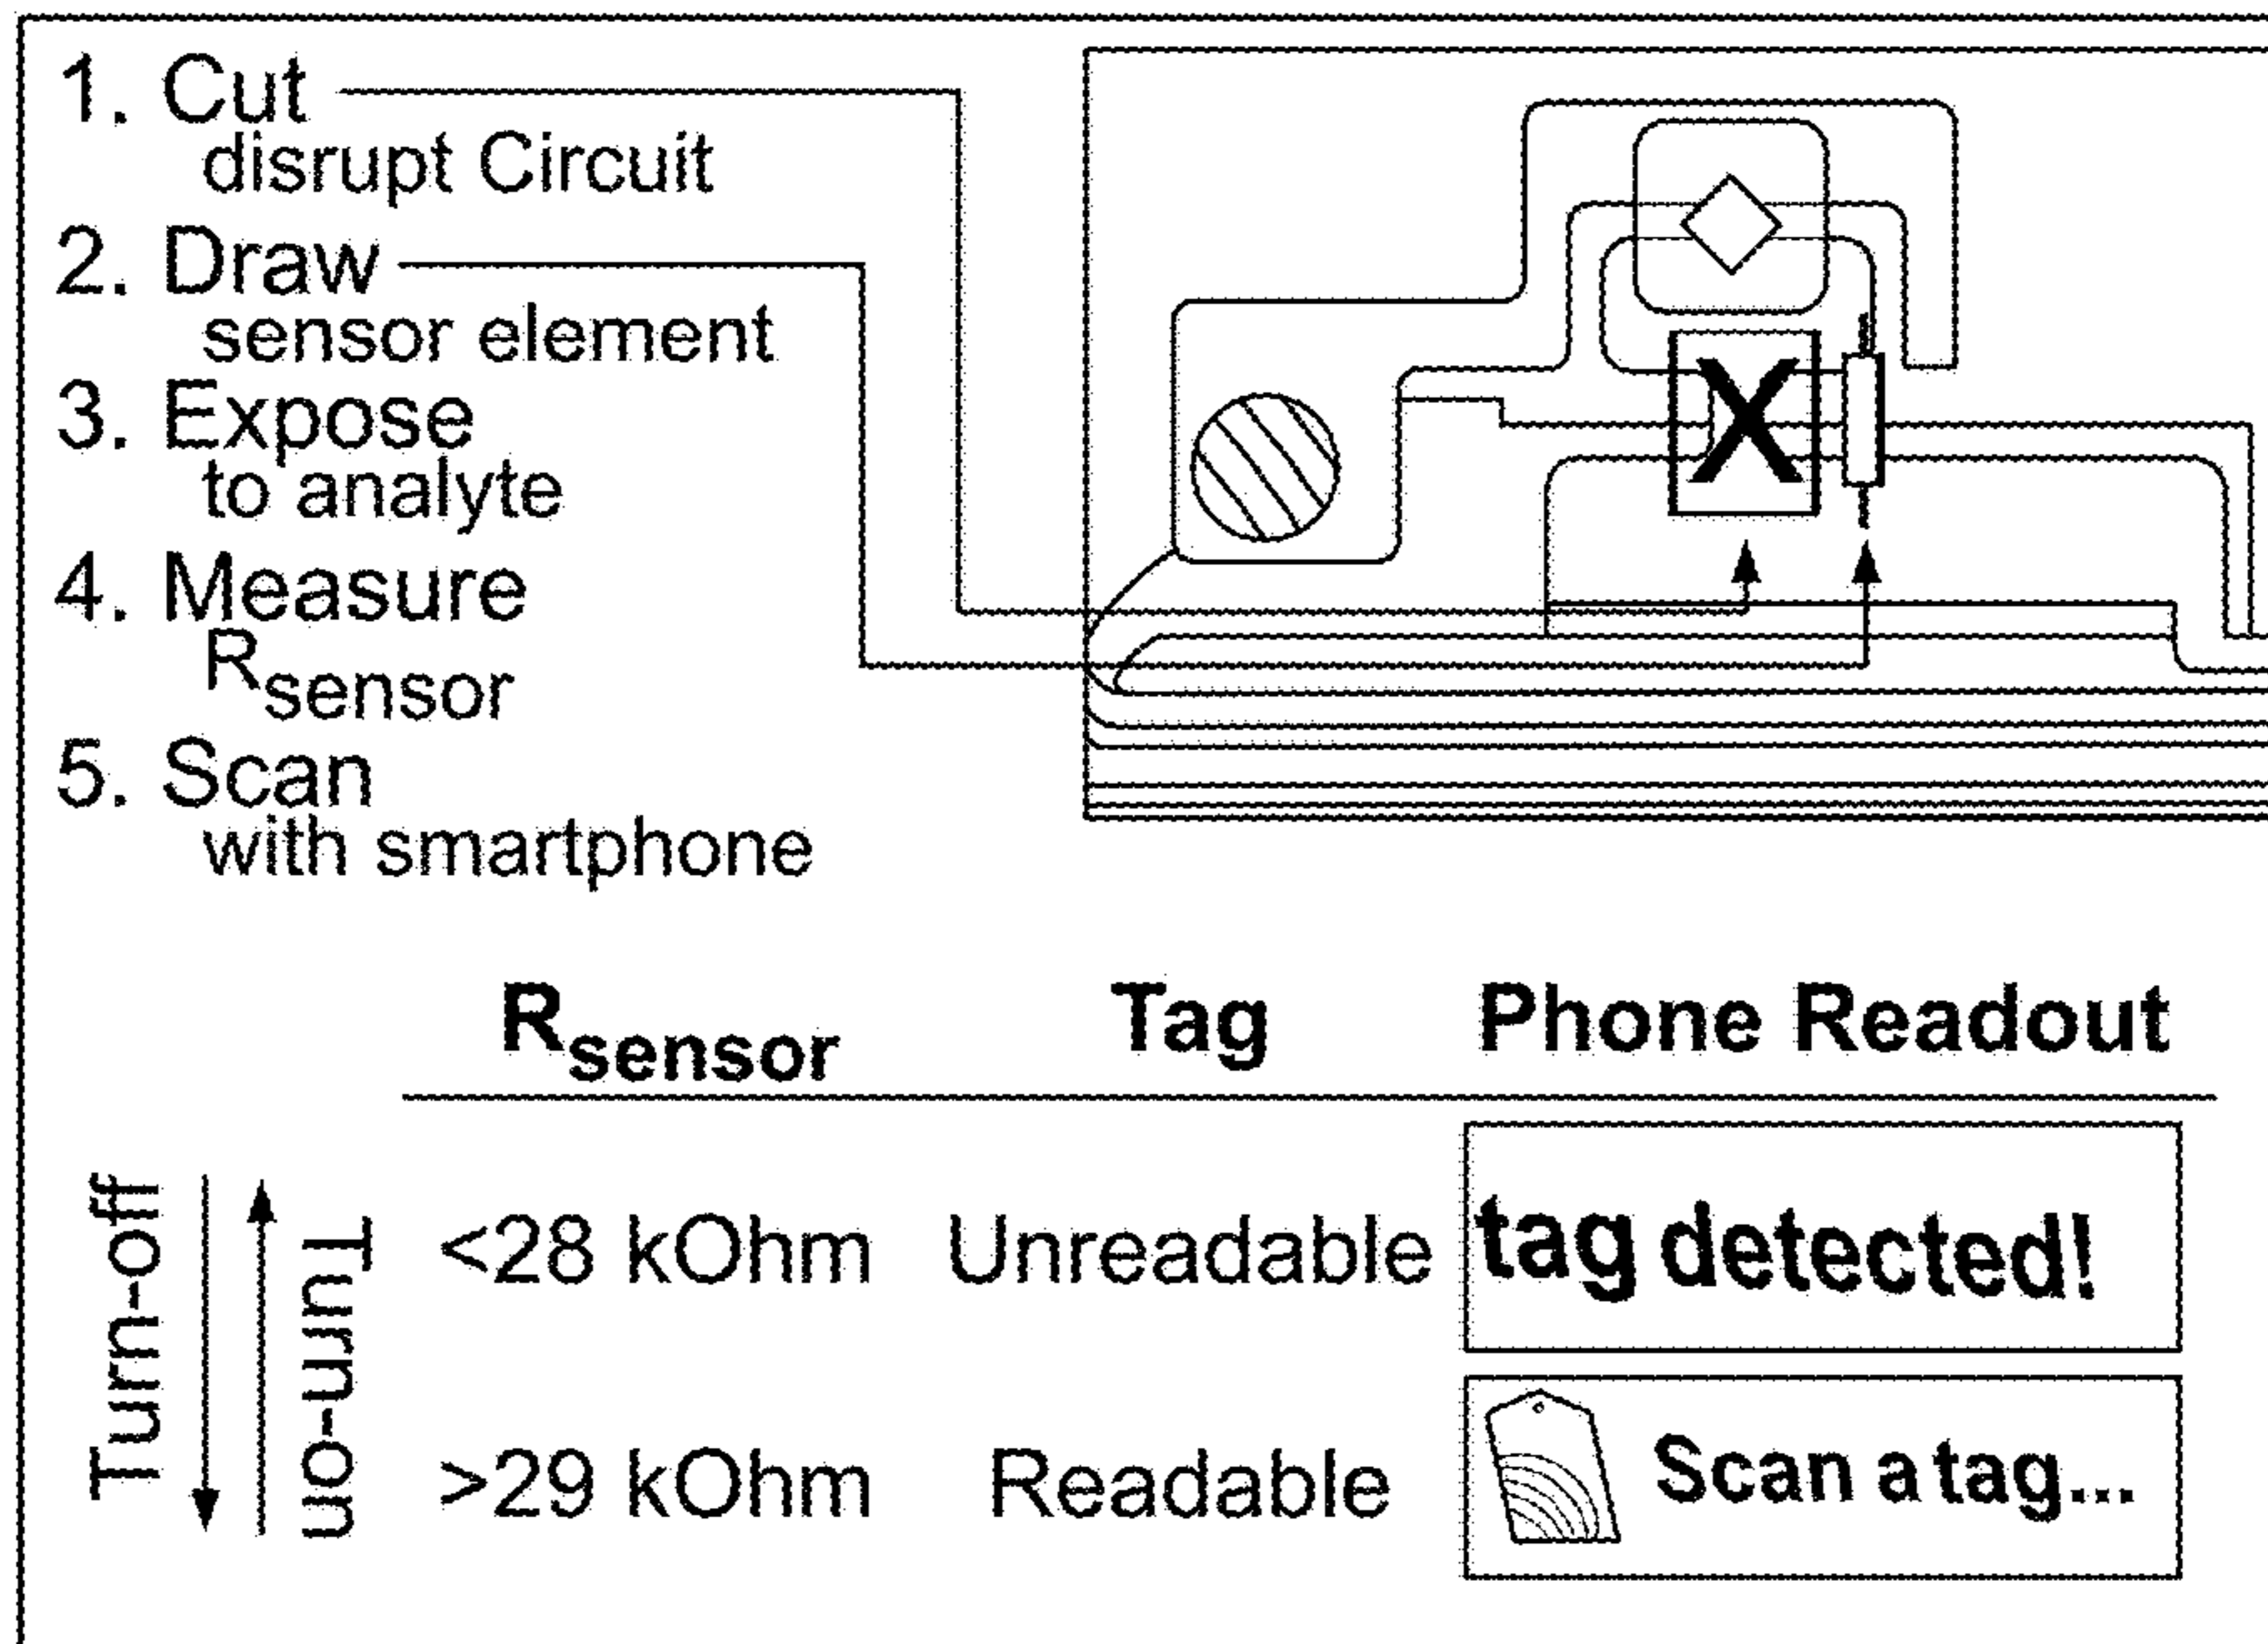 1. Cut
disrupt Circuit
2. Draw
sensor element
3. Expose
to analyte
4. Measure
Rsensor
5. Scan
with smartphone
X
Rsensor Tag Phone Readout
Turn-off
Turn-on
<28 kOhm Unreadable tag detected!
>29 kOhm Readable Scan a tag...